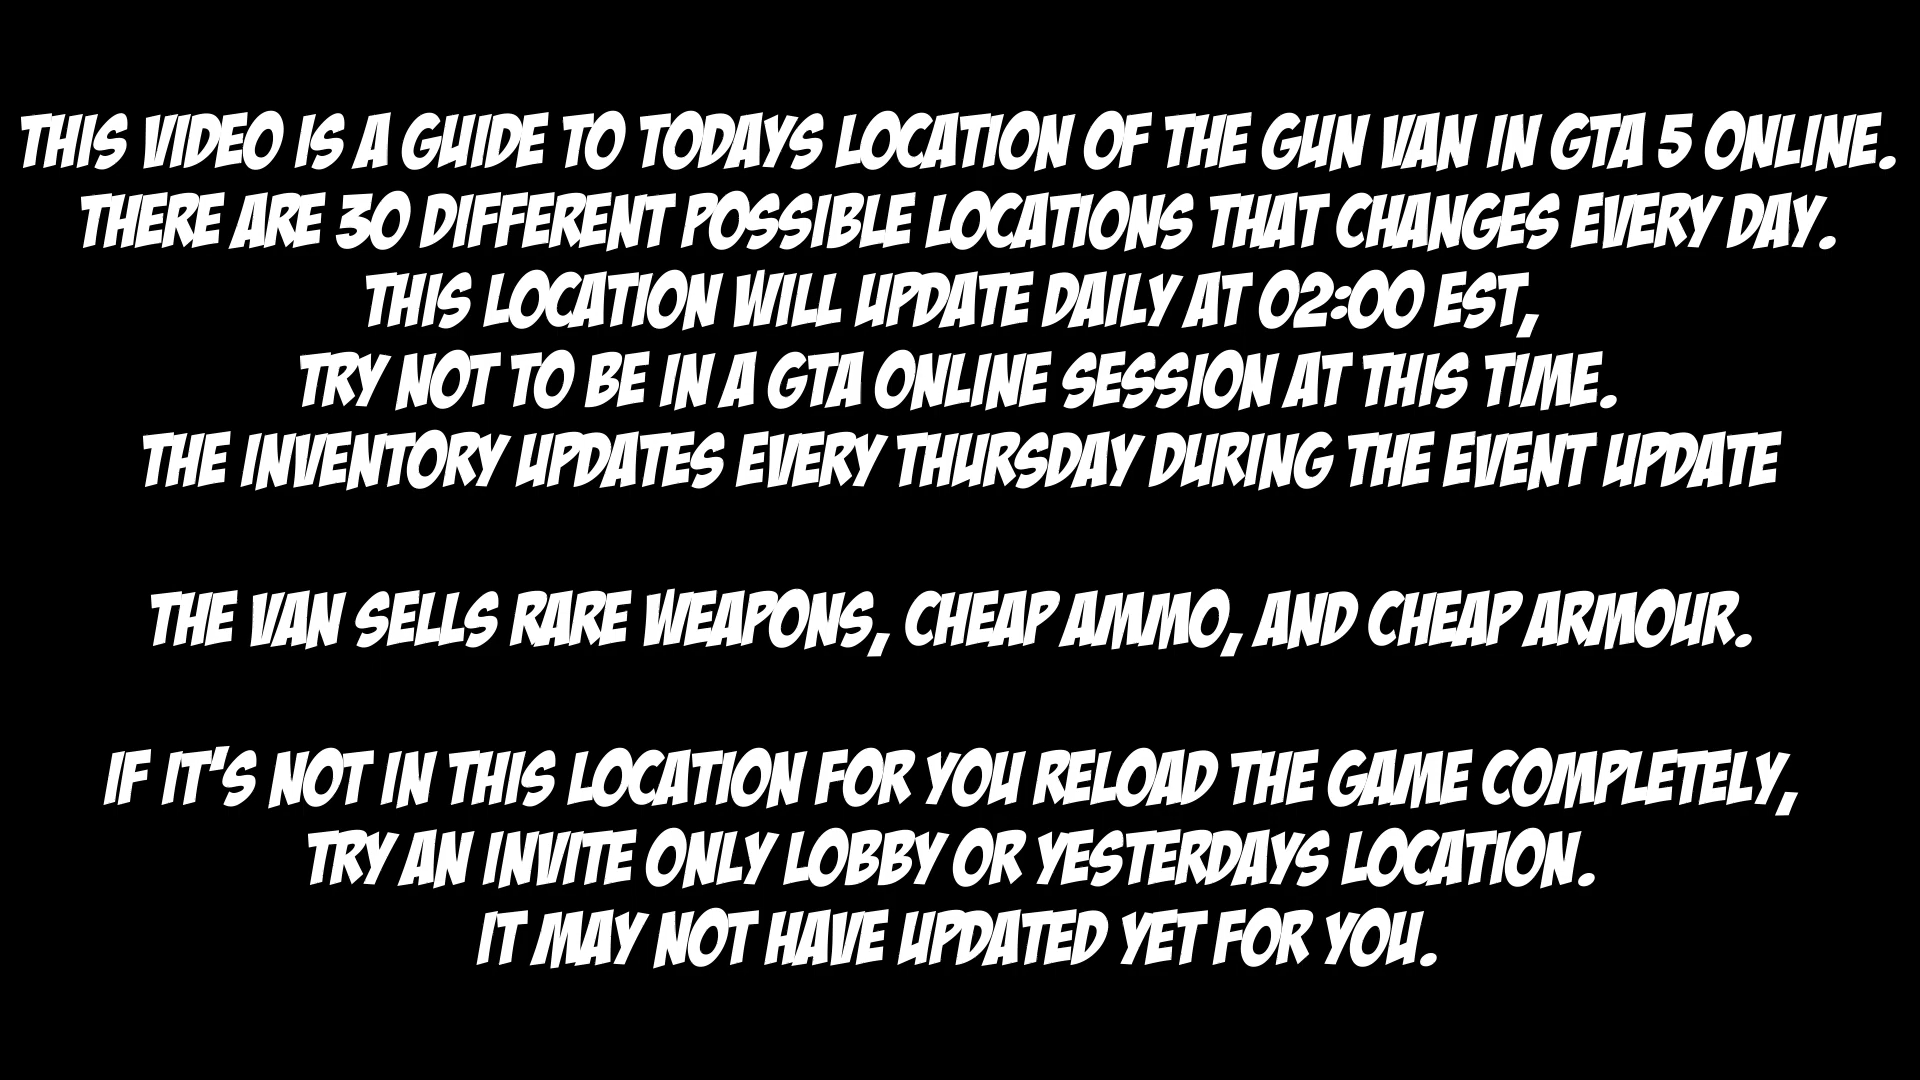 THIS VIDEO IS A GUIDE TO TODAYS LOCATION OF THE GUN VAN IN GTA 5 ONLINE.
THERE ARE 30 DIFFERENT POSSIBLE LOCATIONS THAT CHANGES EVERY DAY.
THIS LOCATION WILL UPDATE DAILY AT 02:00 EST,
TRY NOT TO BE IN A GTA ONLINE SESSION AT THIS TIME.
THE INVENTORY UPDATES EVERY THURSDAY DURING THE EVENT UPDATE
THE VAN SELLS RARE WEAPONS, CHEAP AMMO, AND CHEAP ARMOUR.
IF IT'S NOT IN THIS LOCATION FOR YOU RELOAD THE GAME COMPLETELY,
TRY AN INVITE ONLY LOBBY OR YESTERDAYS LOCATION.
IT MAY NOT HAVE UPDATED YET FOR YOU.